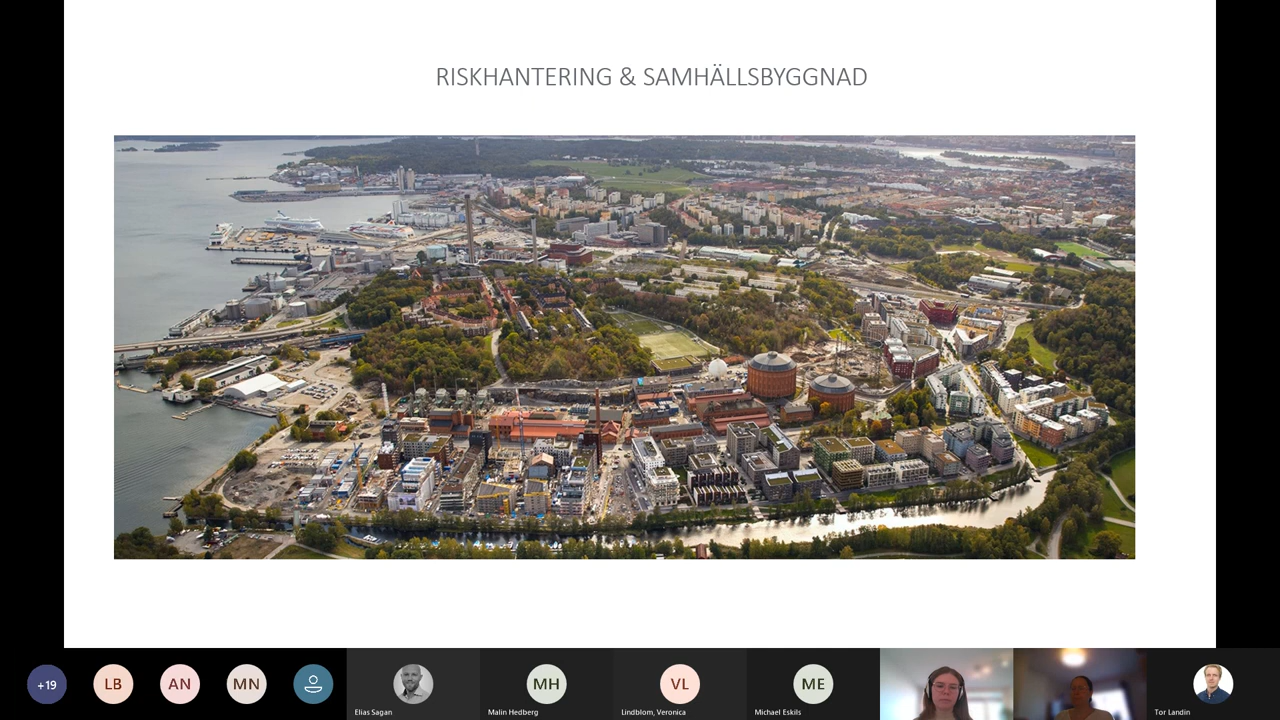 RISKHANTERING & SAMHÄLLSBYGGNAD
+19
LB
AN
MN
Elias Sagan
MH
Malin Hedberg
VL
Lindblom, Veronica
ME
Michael Eskils
Tor Landin